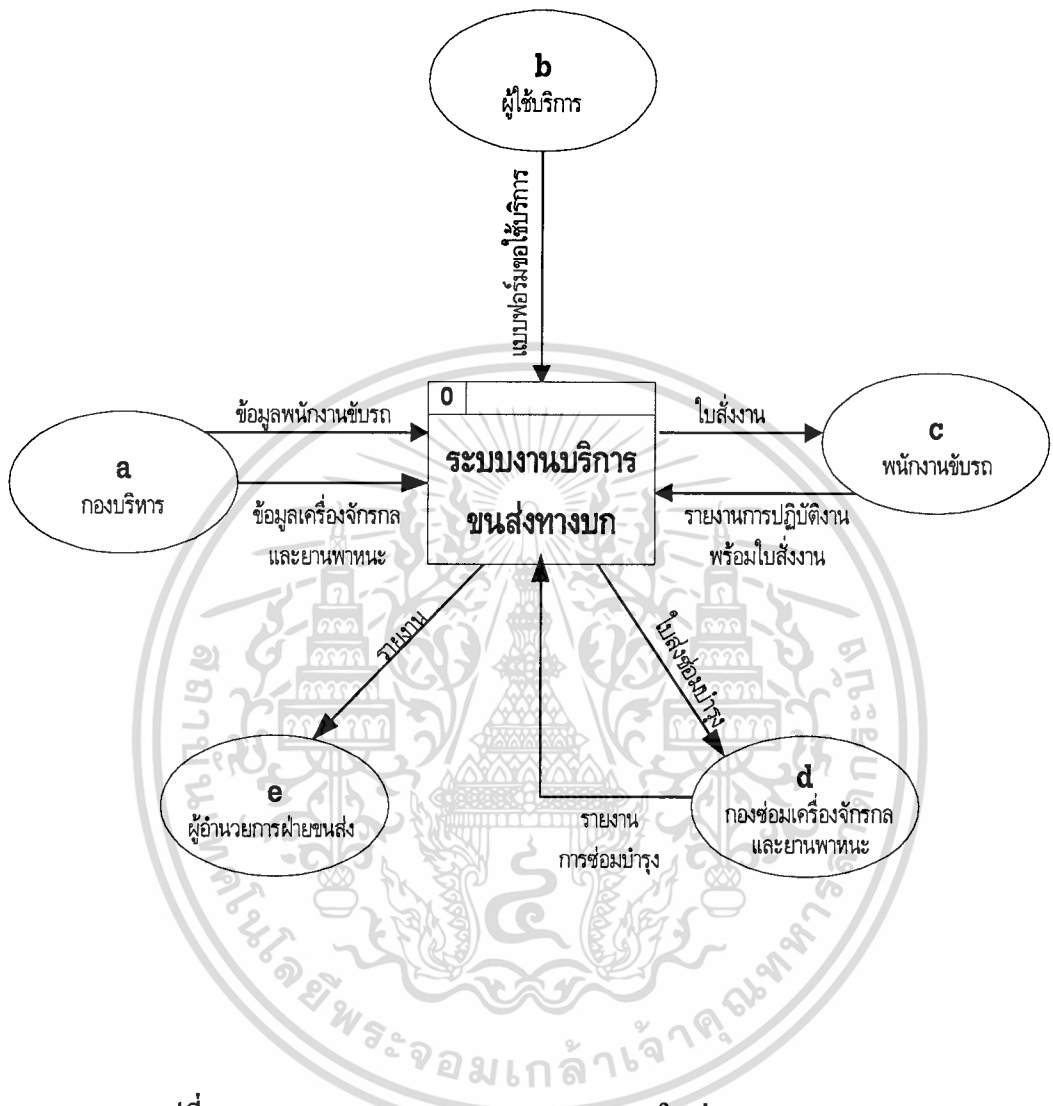 b
ผู้ใช้บริการ
แบบฟอร์มขอใช้บริการ
0
ระบบงานบริการ
ขนส่งทางบก
a
กองบริหาร
ข้อมูลพนักงานขับรถ
ข้อมูลเครื่องจักรกล
และยานพาหนะ
ใบสั่งงาน
c
พนักงานขับรถ
รายงานการปฏิบัติงาน
พร้อมใบสั่งงาน
รายงาน
ใบส่งซ่อมบำรุง
e
ผู้อำนวยการฝ่ายขนส่ง
รายงาน
การซ่อมบำรุง
d
กองซ่อมเครื่องจักรกล
และยานพาหนะ